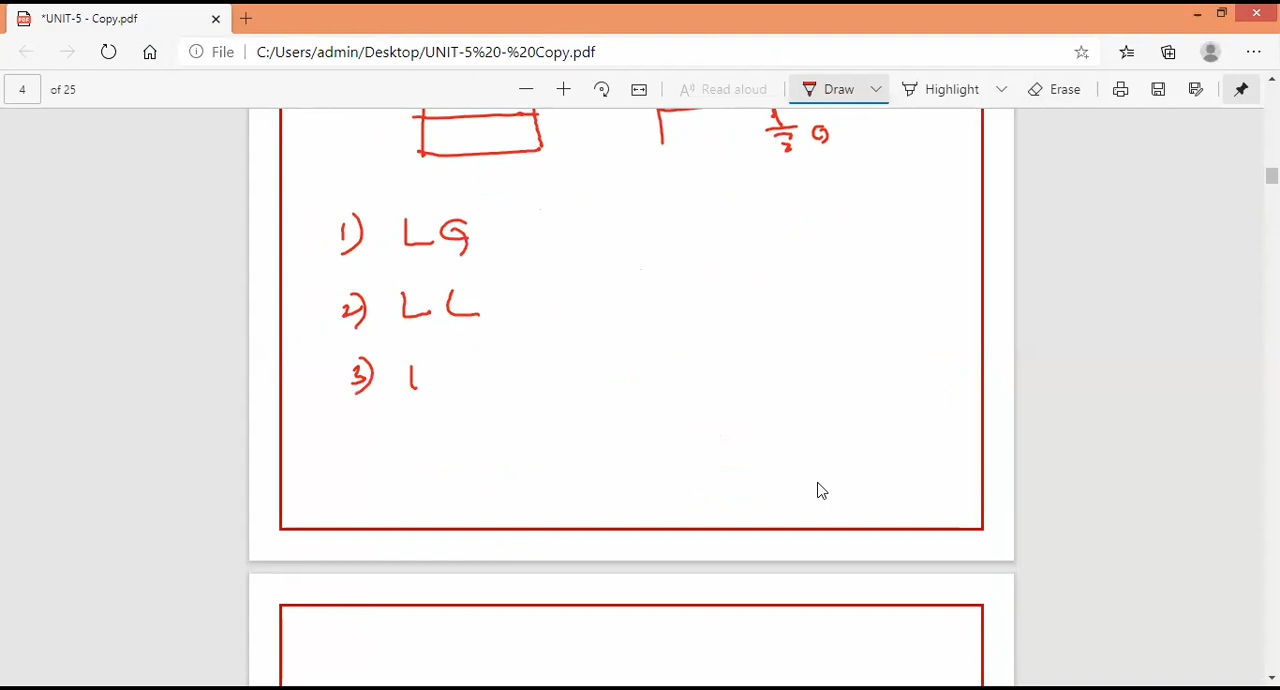 *UNIT-5 - Copy.pdf
File C:/Users/admin/Desktop/UNIT-5%20-%20Copy.pdf
4 of 25 Read aloud Draw Highlight Erase
1) LG
2) LL
3) L